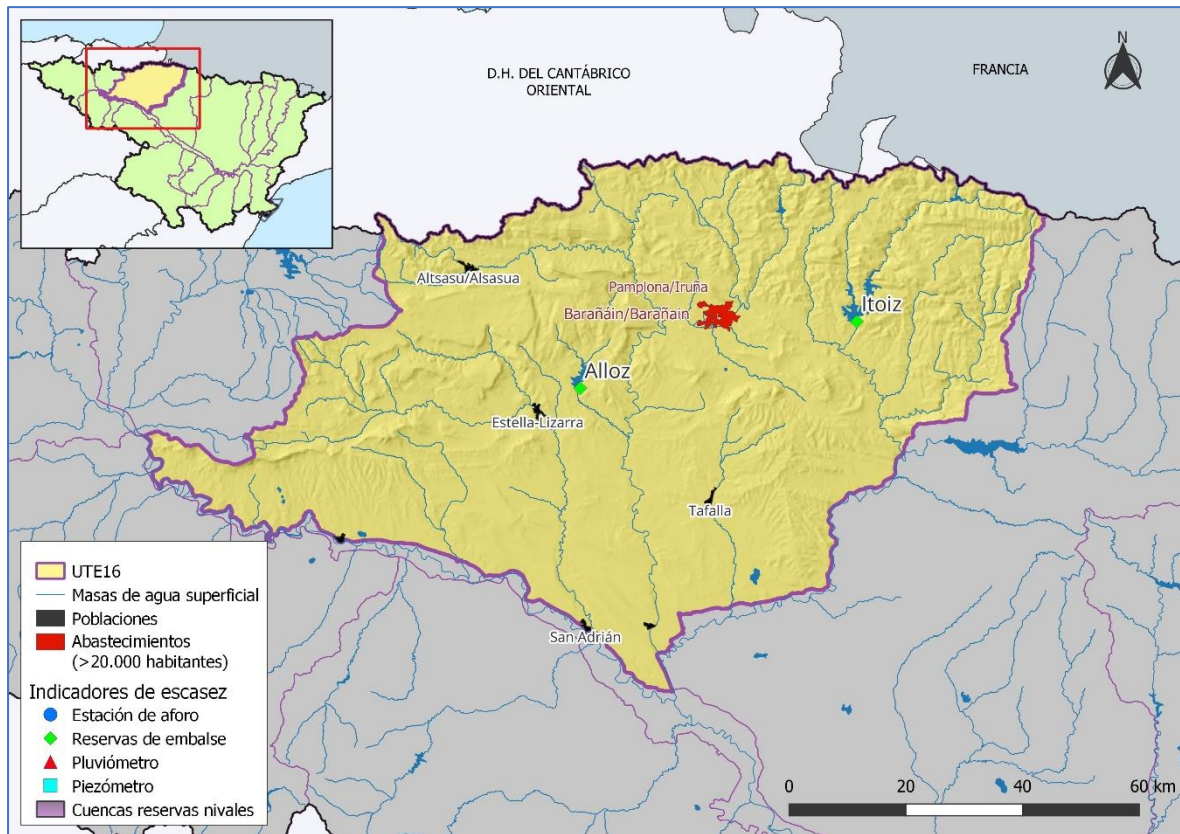 D.H. DEL CANTÁBRICO
ORIENTAL
FRANCIA
N
Altsasu/Alsasua
Pamplona/Iruña
Barañáin/Barañain
Itoiz
Alloz
Estella-Lizarra
Tafalla
San Adrián
UTE16
Masas de agua superficial
Poblaciones
Abastecimientos
(>20.000 habitantes)
Indicadores de escasez
Estación de aforo
Reservas de embalse
Pluviómetro
Piezómetro
Cuencas reservas nivales
0 20 40 60 km